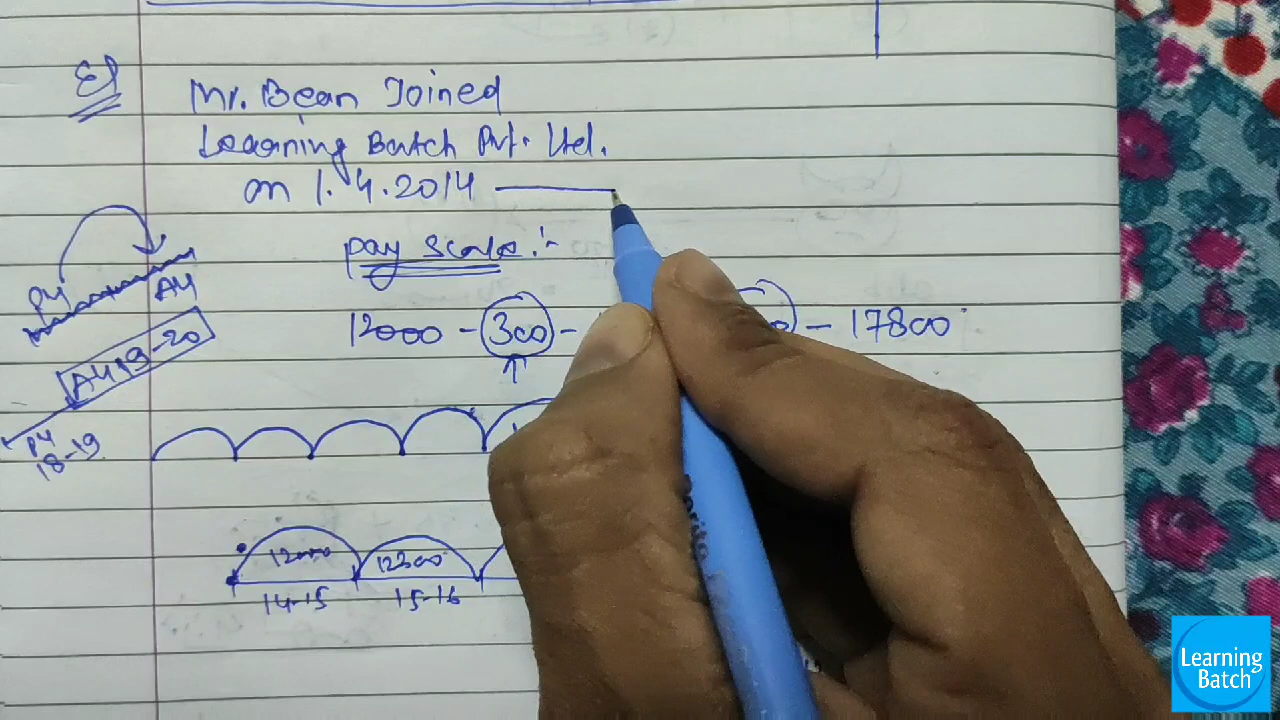 Eg
Mr. Bean Joined
Learning Batch Pvt. Ltd.
on 1.4.2014
pay scale :-
PY
AY
12000 - 300 -
- 17800
AY 19-20
PY
18-19
12000
12300
14-15
15-16
Learning
Batch